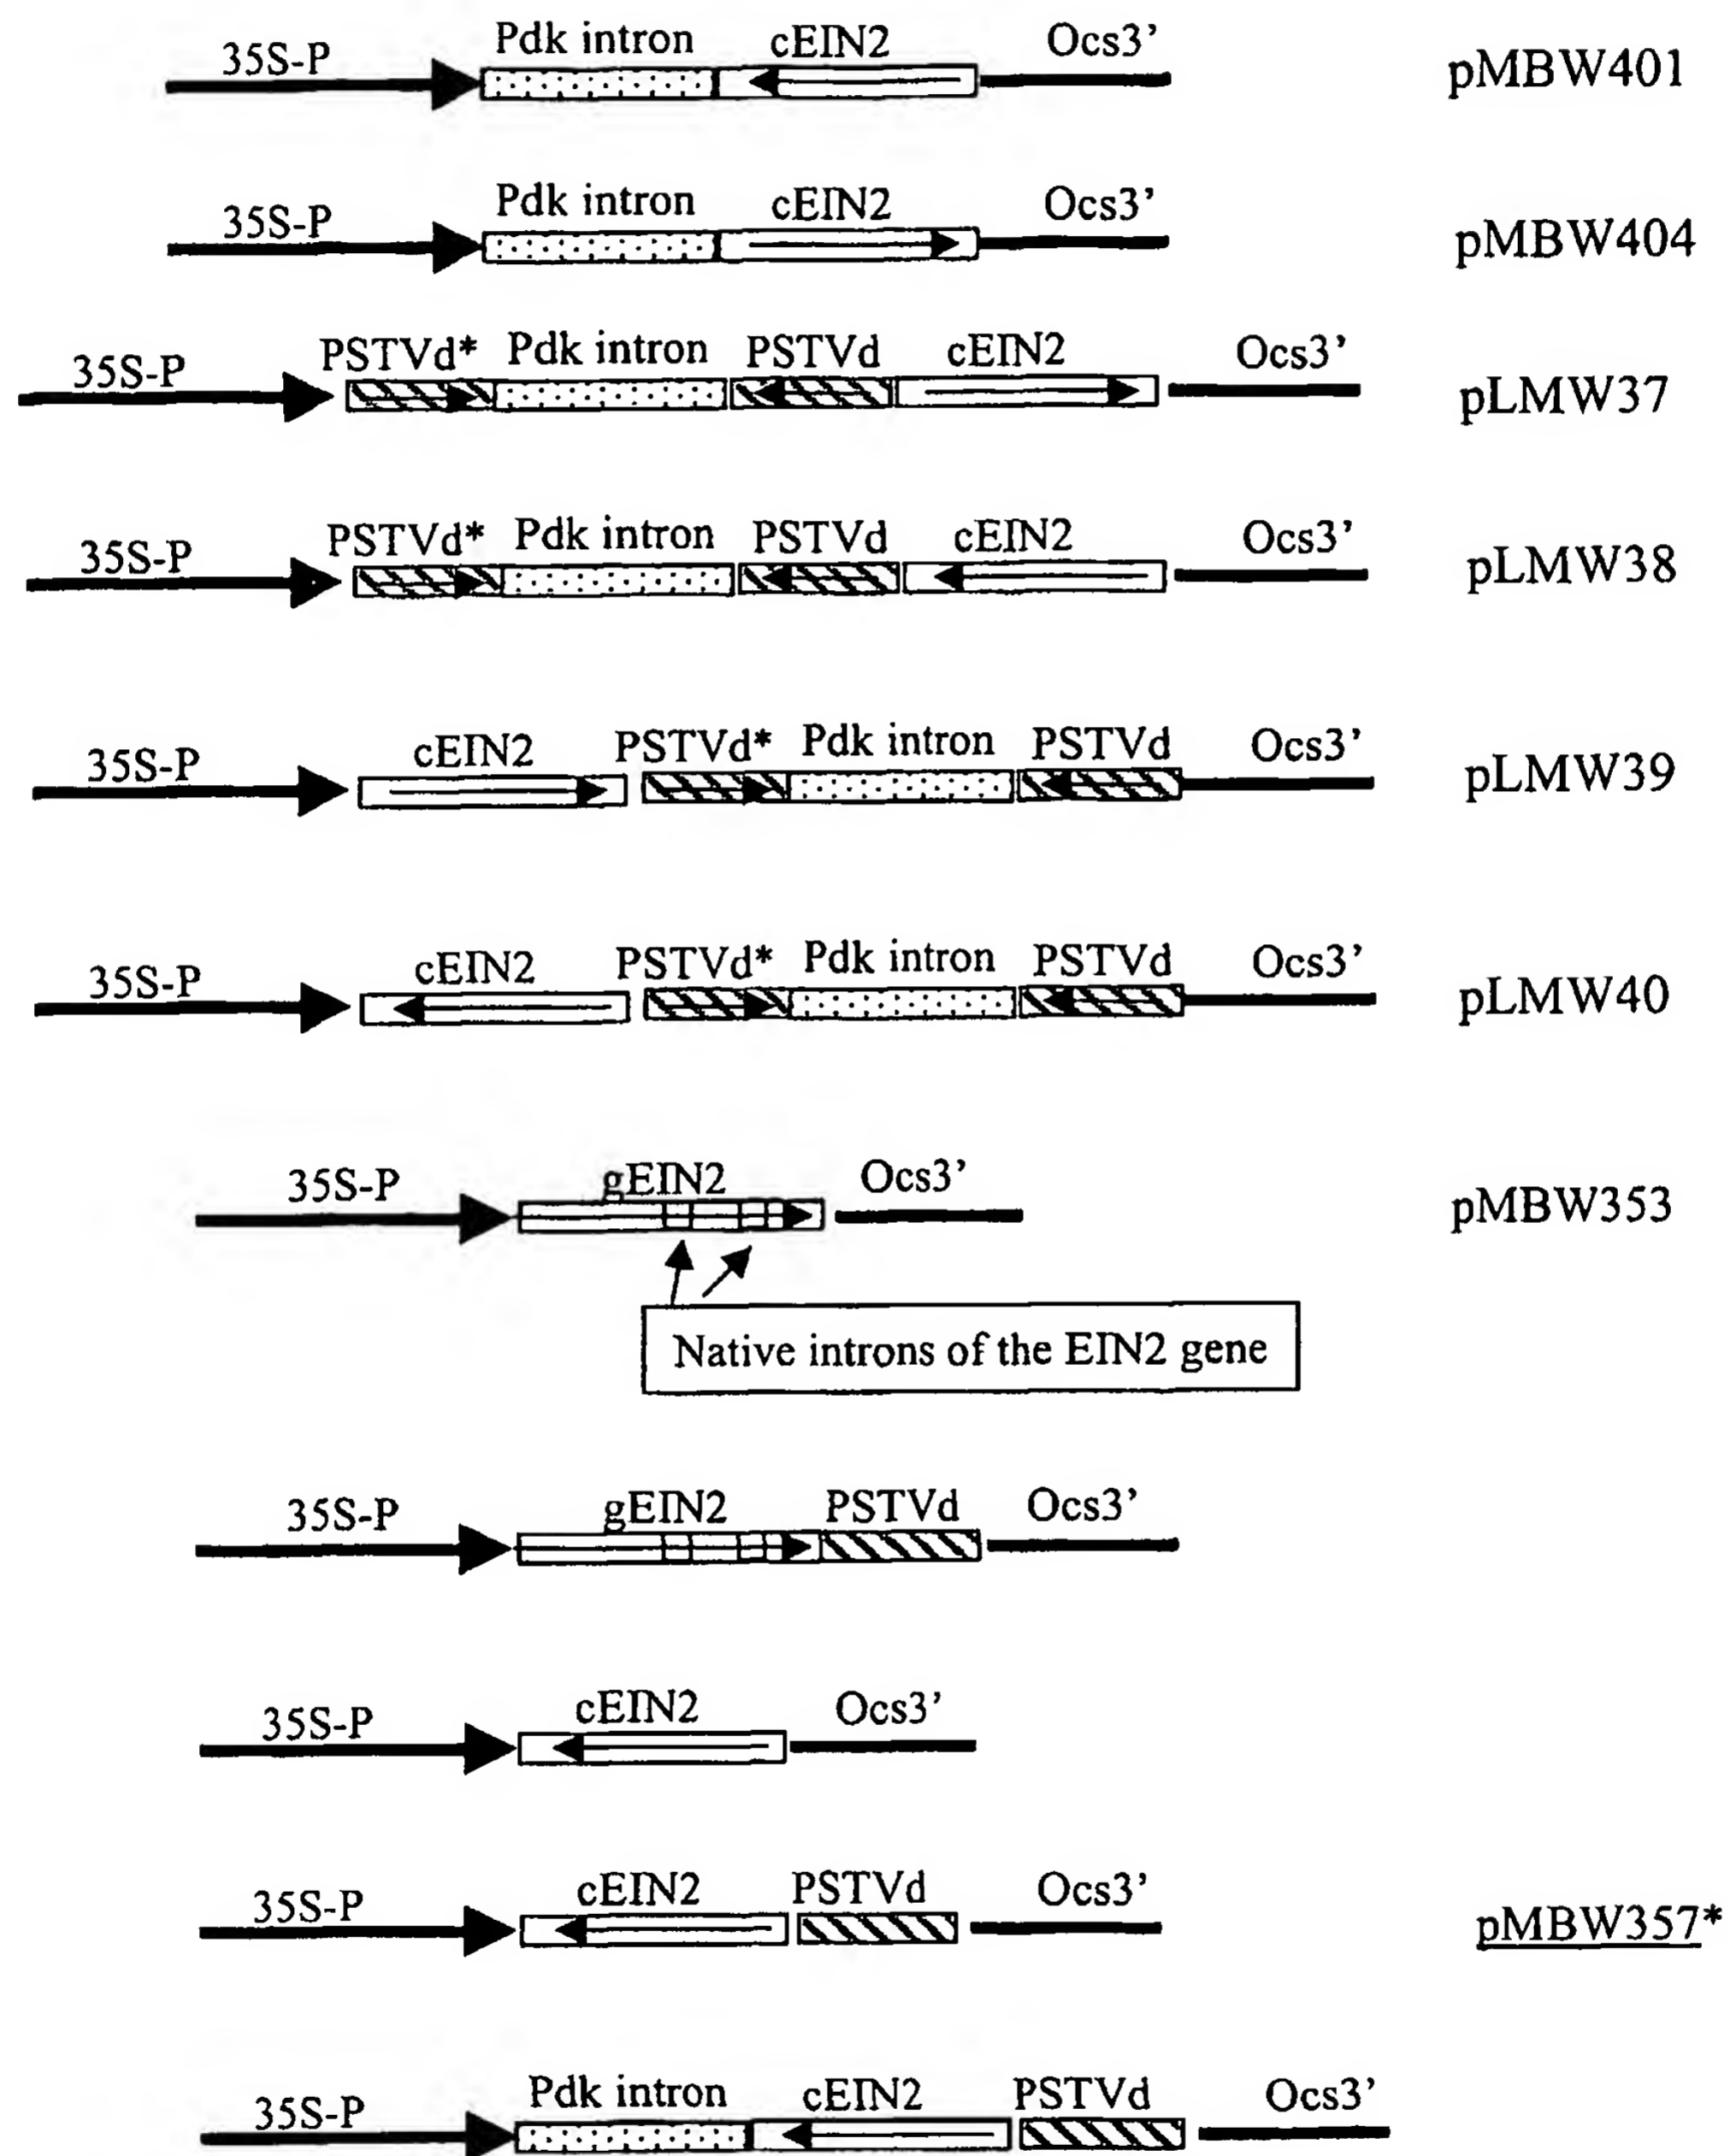 35S-P Pdk intron cEIN2 Ocs3’ pMBW401
35S-P Pdk intron cEIN2 Ocs3’ pMBW404
35S-P PSTVd* Pdk intron PSTVd cEIN2 Ocs3’ pLMW37
35S-P PSTVd* Pdk intron PSTVd cEIN2 Ocs3’ pLMW38
35S-P cEIN2 PSTVd* Pdk intron PSTVd Ocs3’ pLMW39
35S-P cEIN2 PSTVd* Pdk intron PSTVd Ocs3’ pLMW40
35S-P gEIN2 Ocs3’ pMBW353
Native introns of the EIN2 gene
35S-P gEIN2 PSTVd Ocs3’
35S-P cEIN2 Ocs3’
35S-P cEIN2 PSTVd Ocs3’ pMBW357*
35S-P Pdk intron cEIN2 PSTVd Ocs3’